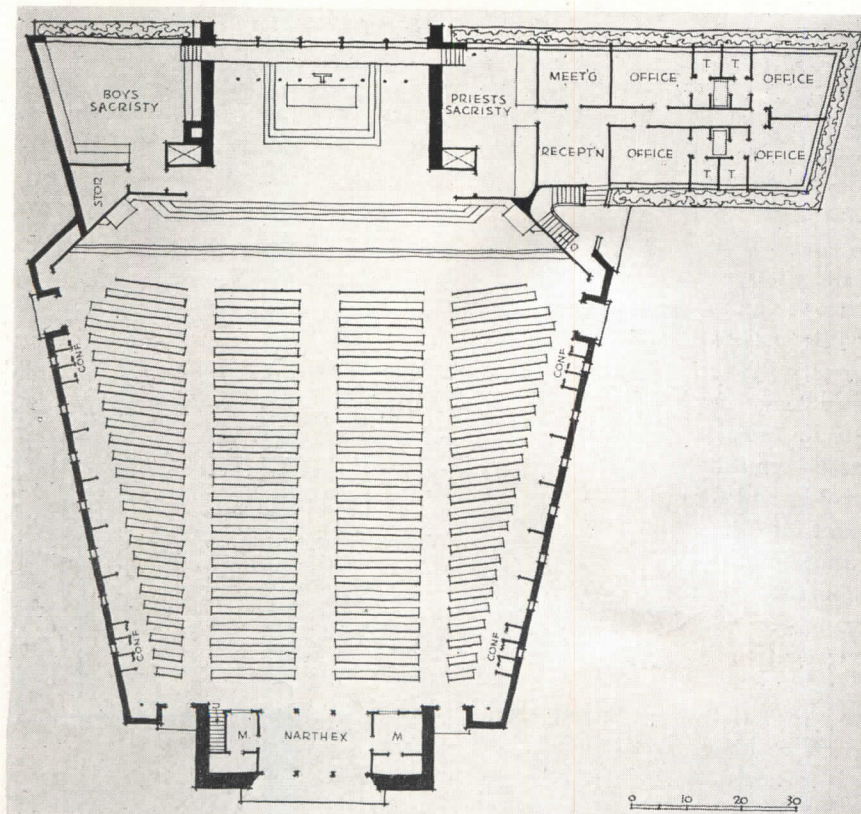 BOYS
SACRISTY
PRIESTS
SACRISTY
MEET'G
OFFICE
T
T
OFFICE
RECEPT'N
OFFICE
T
T
OFFICE
STOR
CONF
CONF
CONF
CONF
M.
NARTHEX
M
0 10 20 30